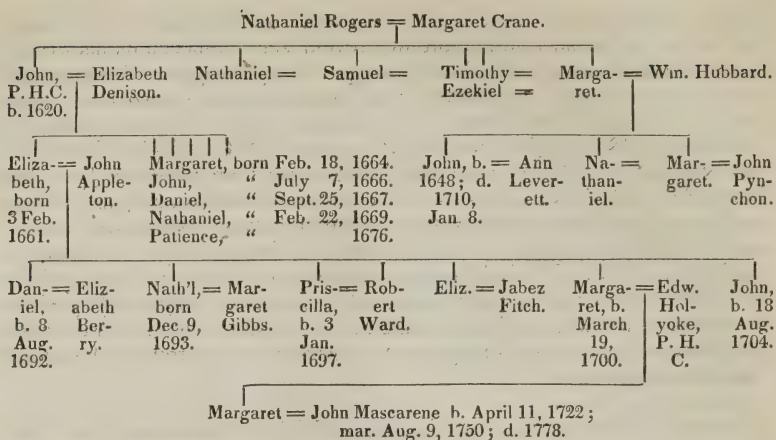 Nathaniel Rogers = Margaret Crane.
John, = Elizabeth Nathaniel = Samuel = Timothy = Marga- = Wm. Hubbard.
P. H.C. Denison. Ezekiel = ret.
b. 1620.
Eliza- = John Margaret, born Feb. 18, 1664. John, b. = Ann Na- = Mar- = John
beth, Apple- John, “ July 7, 1666. 1648; d. Lever- than- garet. Pyn-
born ton. Daniel, “ Sept. 25, 1667. 1710, ett. iel. chon.
3 Feb. Nathaniel, “ Feb. 22, 1669. Jan. 8.
1661. Patience, “ 1676.
Dan- = Eliz- Nath'l, = Mar- Pris- = Rob- Eliz. = Jabez Marga- = Edw. John,
iel, abeth born garet cilla, ert Fitch. ret, b. Hol- b. 18
b. 8 Ber- Dec. 9, Gibbs. b. 3 Ward. March yoke, Aug.
Aug. ry. 1693. Jan. 19, P. H. 1704.
1692. 1697. 1700. C.
Margaret = John Mascarene b. April 11, 1722;
mar. Aug. 9, 1750; d. 1778.